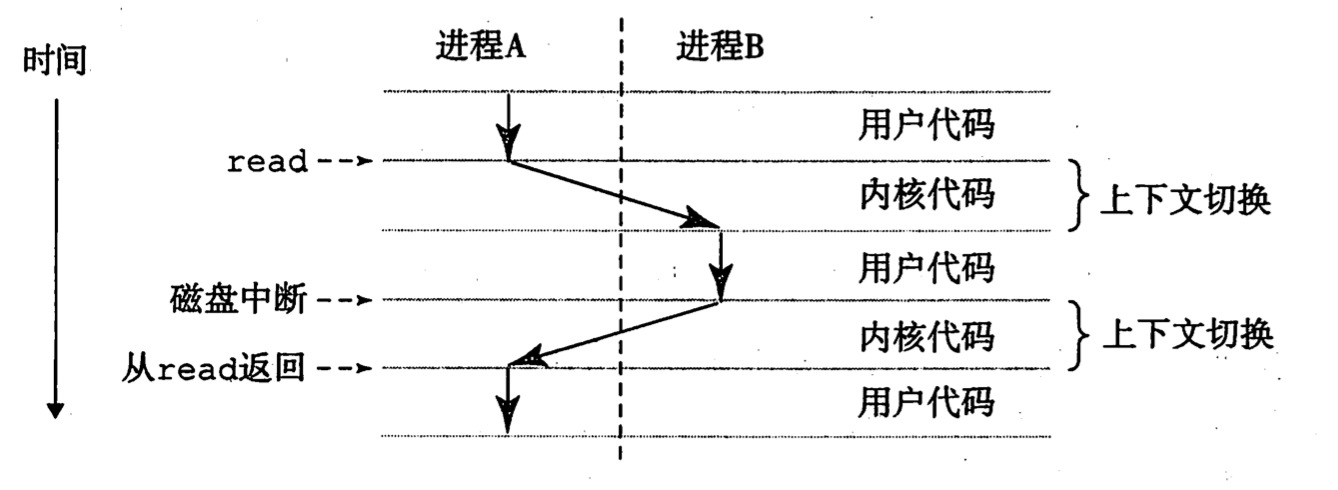 进程A 进程B
时间
用户代码
read
内核代码 上下文切换
用户代码
磁盘中断
内核代码 上下文切换
从read返回
用户代码